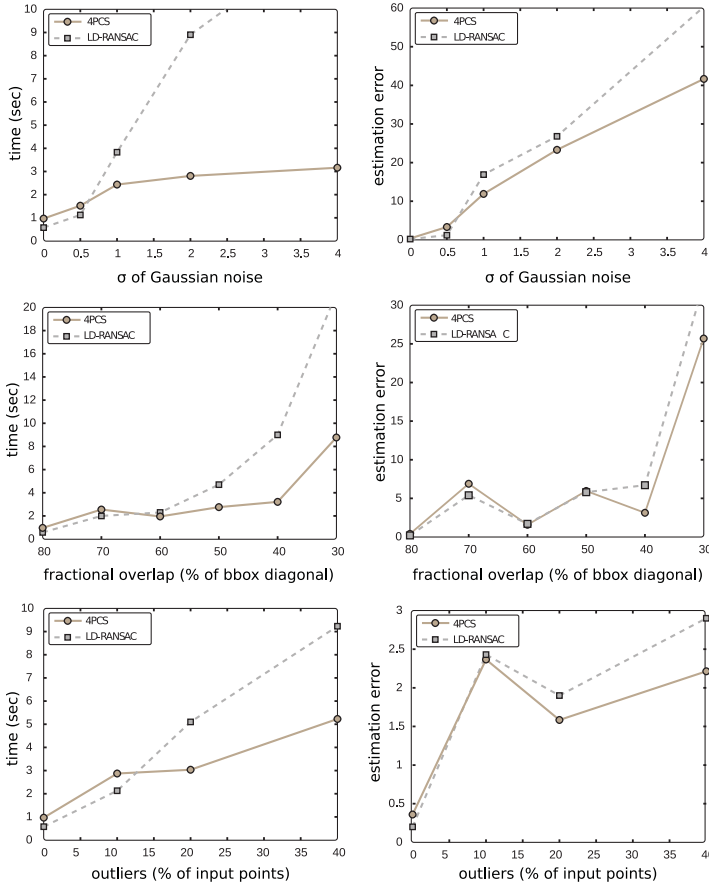 10
9
8
7
6
5
4
3
2
1
0
time (sec)
4PCS
LD-RANSAC
0 0.5 1 1.5 2 2.5 3 3.5 4
σ of Gaussian noise
60
50
40
30
20
10
0
estimation error
4PCS
LD-RANSAC
0 0.5 1 1.5 2 2.5 3 3.5 4
σ of Gaussian noise
20
18
16
14
12
10
8
6
4
2
0
time (sec)
4PCS
LD-RANSAC
80 70 60 50 40 30
fractional overlap (% of bbox diagonal)
30
25
20
15
10
5
0
estimation error
4PCS
LD-RANSA C
80 70 60 50 40 30
fractional overlap (% of bbox diagonal)
10
9
8
7
6
5
4
3
2
1
0
time (sec)
4PCS
LD-RANSAC
0 5 10 15 20 25 30 35 40
outliers (% of input points)
3
2.5
2
1.5
1
0.5
0
estimation error
4PCS
LD-RANSAC
0 5 10 15 20 25 30 35 40
outliers (% of input points)